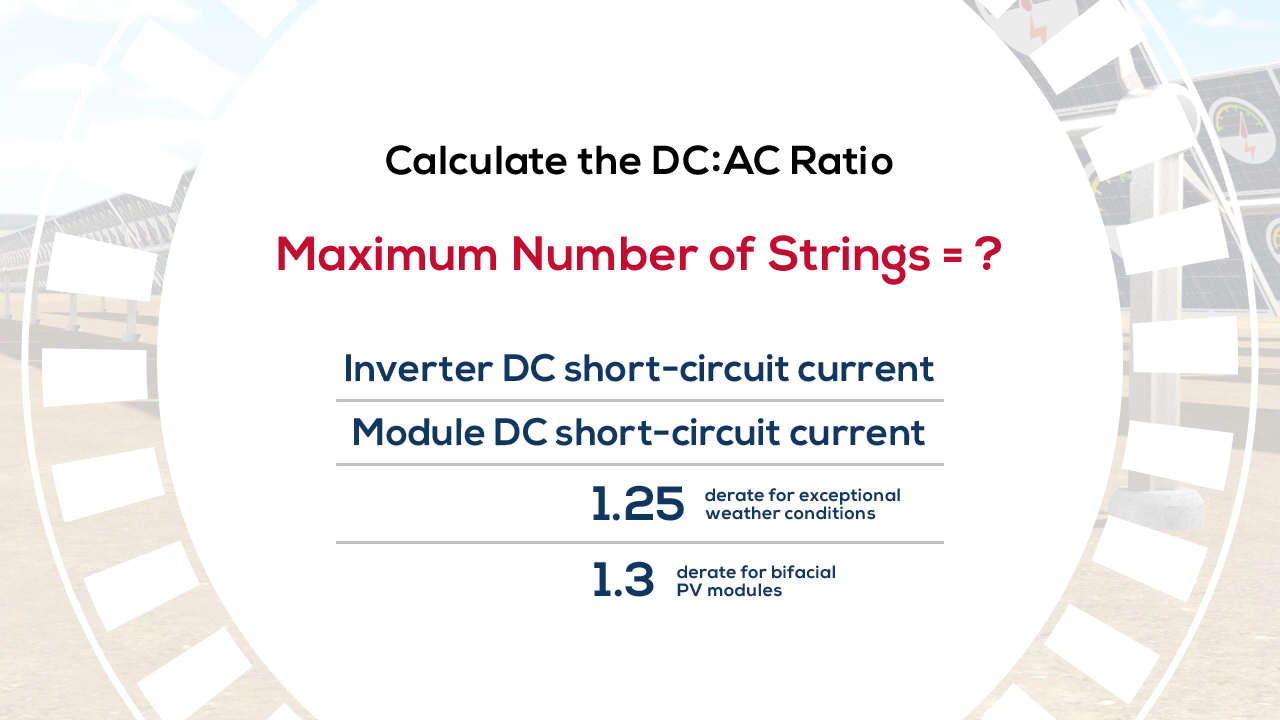 Calculate the DC:AC Ratio
Maximum Number of Strings = ?
Inverter DC short-circuit current
Module DC short-circuit current
1.25 derate for exceptional
weather conditions
1.3 derate for bifacial
PV modules